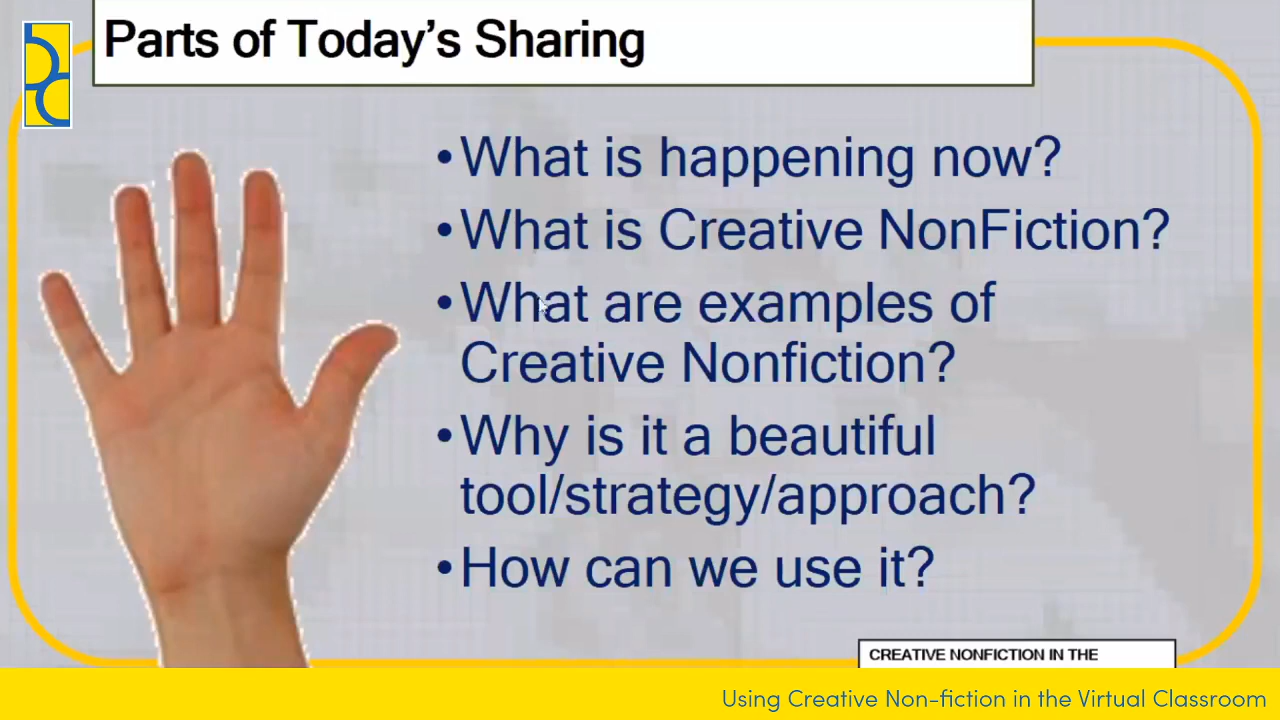 Parts of Today’s Sharing
•What is happening now?
•What is Creative NonFiction?
•What are examples of
Creative Nonfiction?
•Why is it a beautiful
tool/strategy/approach?
•How can we use it?
CREATIVE NONFICTION IN THE
Using Creative Non-fiction in the Virtual Classroom